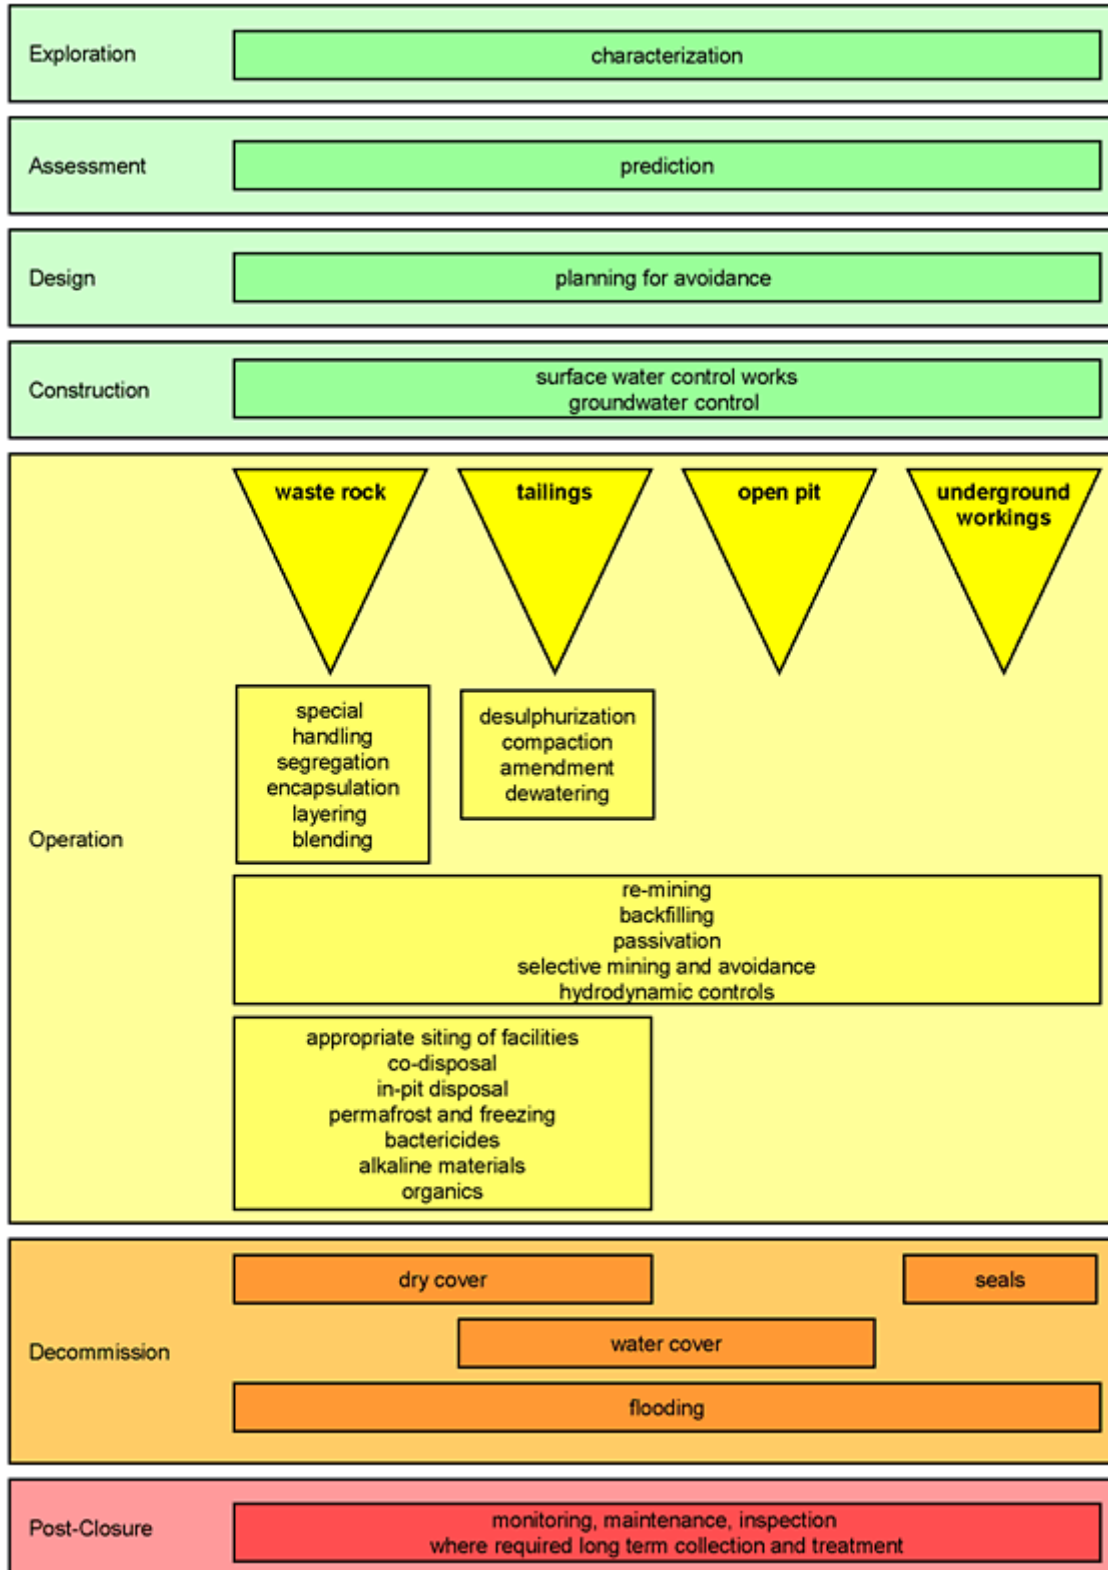 Exploration
characterization
Assessment
prediction
Design
planning for avoidance
Construction
surface water control works
groundwater control
Operation
waste rock
tailings
open pit
underground
workings
special
handling
segregation
encapsulation
layering
blending
desulphurization
compaction
amendment
dewatering
re-mining
backfilling
passivation
selective mining and avoidance
hydrodynamic controls
appropriate siting of facilities
co-disposal
in-pit disposal
permafrost and freezing
bactericides
alkaline materials
organics
Decommission
dry cover
seals
water cover
flooding
Post-Closure
monitoring, maintenance, inspection
where required long term collection and treatment